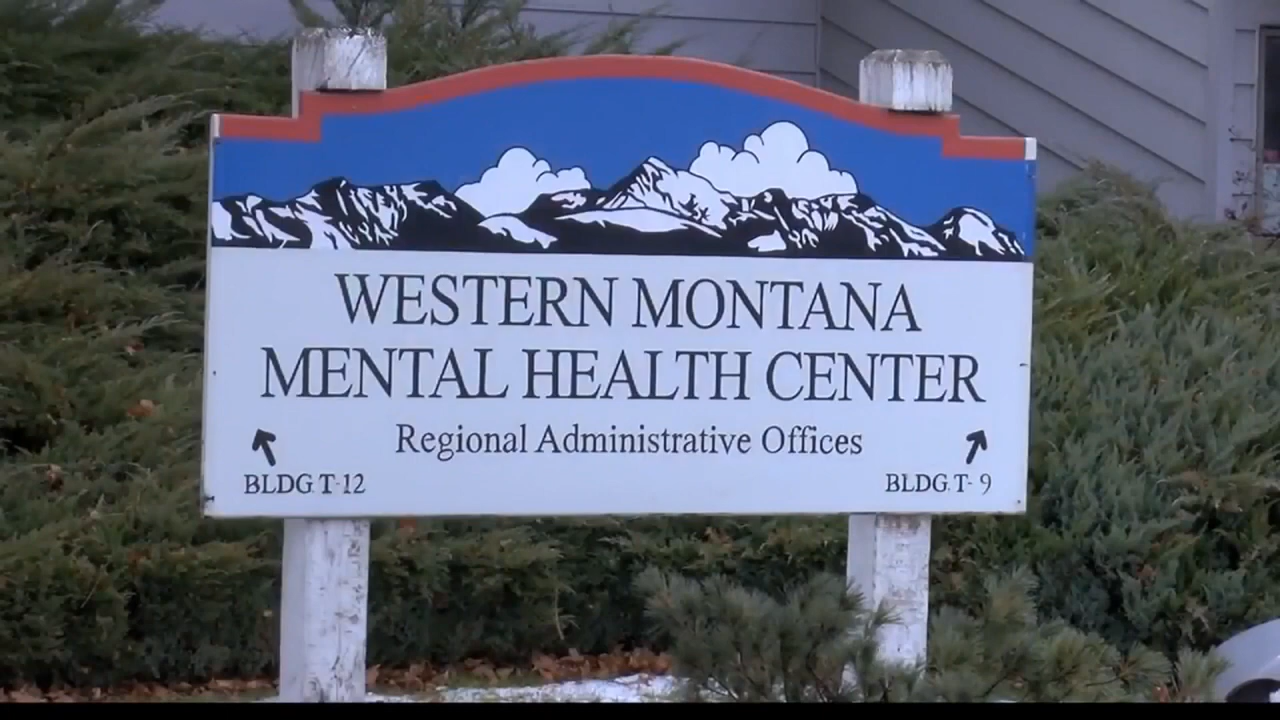 WESTERN MONTANA
MENTAL HEALTH CENTER
Regional Administrative Offices
BLDG. T-12
BLDG. T-9